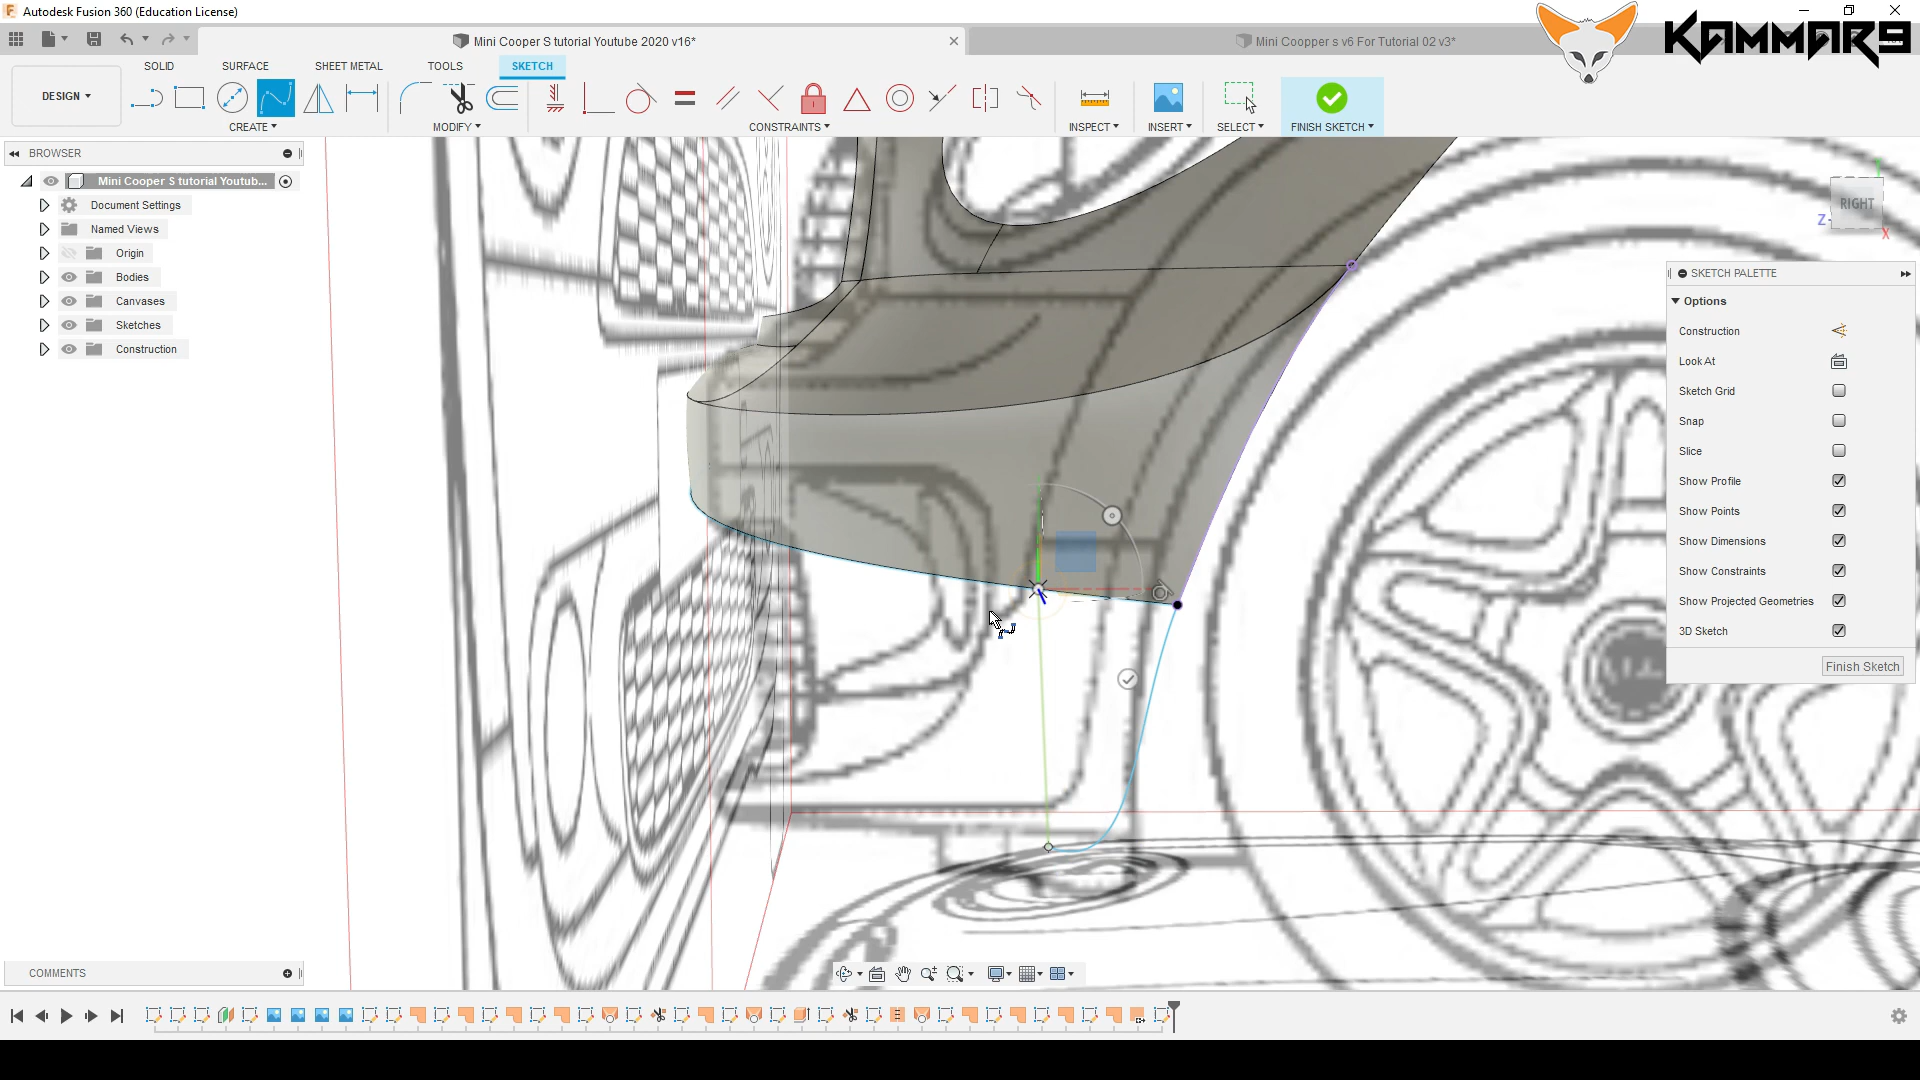 Autodesk Fusion 360 (Education License)
KAMMAR9
Mini Cooper S tutorial Youtube 2020 v16*
Mini Coopper s v6 For Tutorial 02 v3*
SOLID
SURFACE
SHEET METAL
TOOLS
SKETCH
DESIGN
CREATE
MODIFY
CONSTRAINTS
INSPECT
INSERT
SELECT
FINISH SKETCH
BROWSER
Mini Cooper S tutorial Youtub...
Document Settings
Named Views
Origin
Bodies
Canvases
Sketches
Construction
RIGHT
Z
X
SKETCH PALETTE
Options
Construction
Look At
Sketch Grid
Snap
Slice
Show Profile
Show Points
Show Dimensions
Show Constraints
Show Projected Geometries
3D Sketch
Finish Sketch
COMMENTS